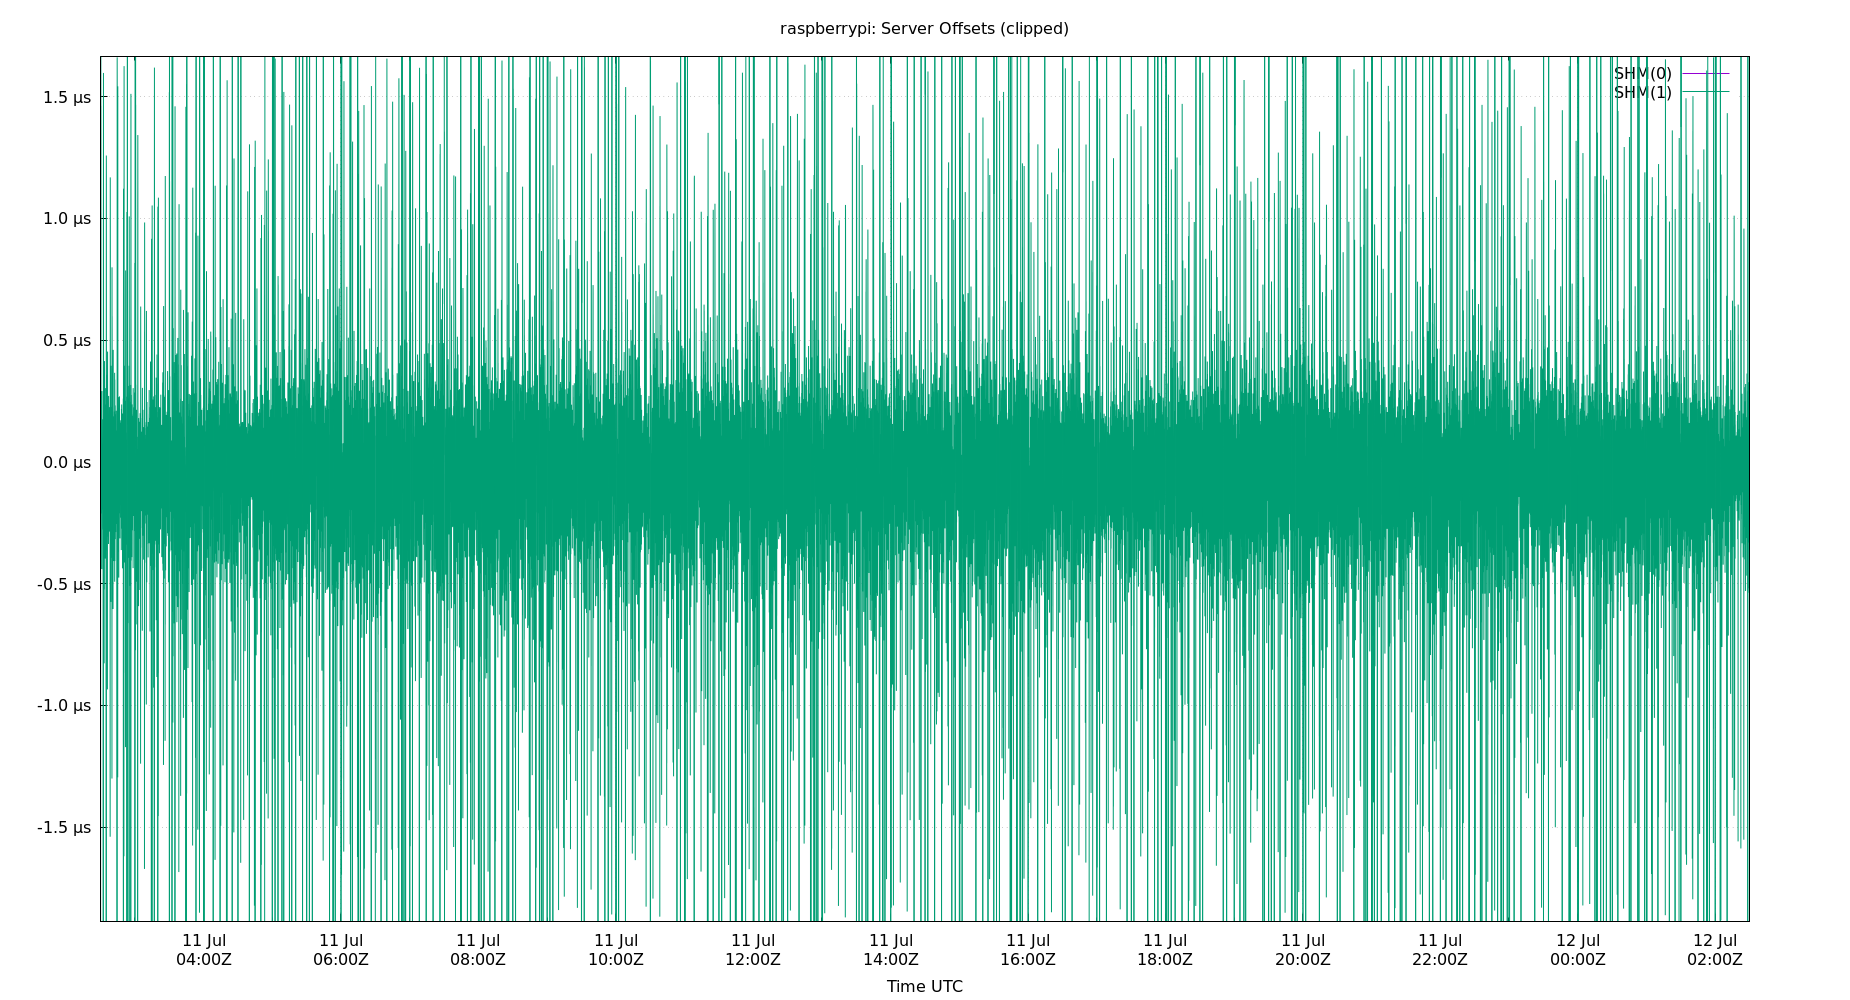 raspberrypi: Server Offsets (clipped)
SHM(0)
SHM(1)
1.5 μs
1.0 μs
0.5 μs
0.0 μs
-0.5 μs
-1.0 μs
-1.5 μs
11 Jul 11 Jul 11 Jul 11 Jul 11 Jul 11 Jul 11 Jul 11 Jul 11 Jul 11 Jul 12 Jul 12 Jul
04:00Z 06:00Z 08:00Z 10:00Z 12:00Z 14:00Z 16:00Z 18:00Z 20:00Z 22:00Z 00:00Z 02:00Z
Time UTC